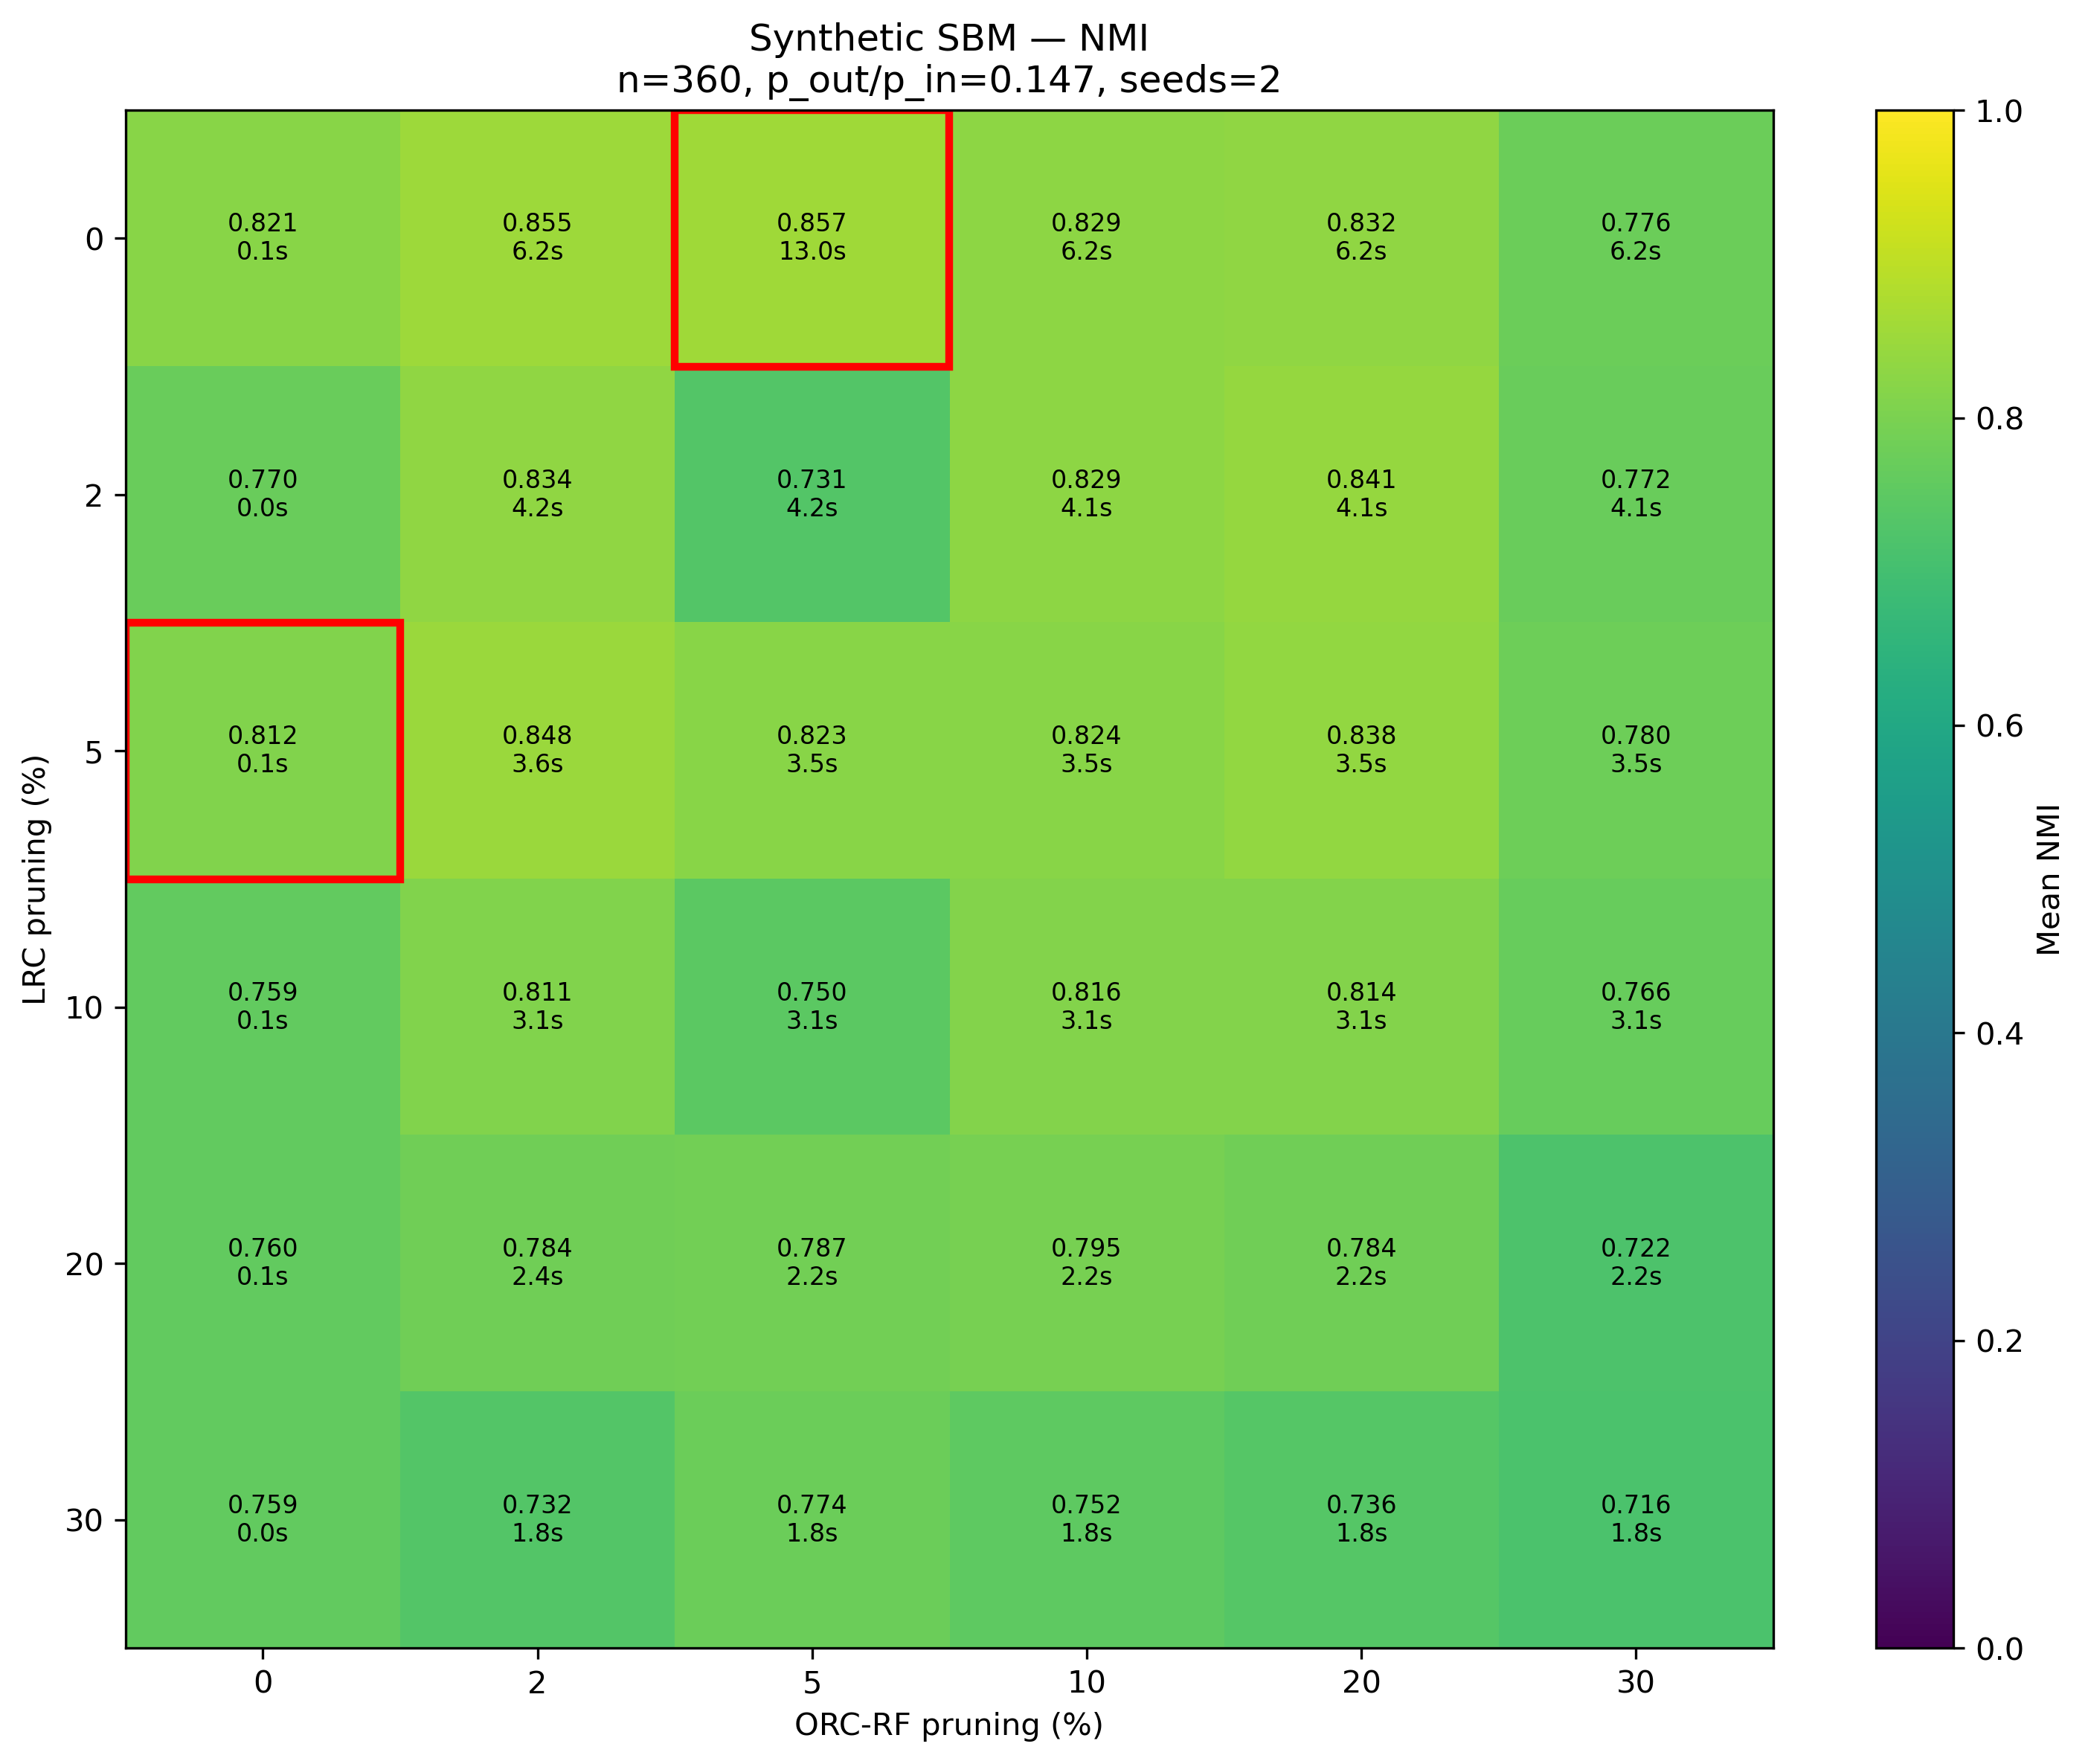 Synthetic SBM — NMI
n=360, p_out/p_in=0.147, seeds=2
LRC pruning (%)
0
0.821 0.855 0.857 0.829 0.832 0.776
0.1s 6.2s 13.0s 6.2s 6.2s 6.2s
2
0.770 0.834 0.731 0.829 0.841 0.772
0.0s 4.2s 4.2s 4.1s 4.1s 4.1s
5
0.812 0.848 0.823 0.824 0.838 0.780
0.1s 3.6s 3.5s 3.5s 3.5s 3.5s
10
0.759 0.811 0.750 0.816 0.814 0.766
0.1s 3.1s 3.1s 3.1s 3.1s 3.1s
20
0.760 0.784 0.787 0.795 0.784 0.722
0.1s 2.4s 2.2s 2.2s 2.2s 2.2s
30
0.759 0.732 0.774 0.752 0.736 0.716
0.0s 1.8s 1.8s 1.8s 1.8s 1.8s
0 2 5 10 20 30
ORC-RF pruning (%)
1.0
0.8
0.6
0.4
0.2
0.0
Mean NMI